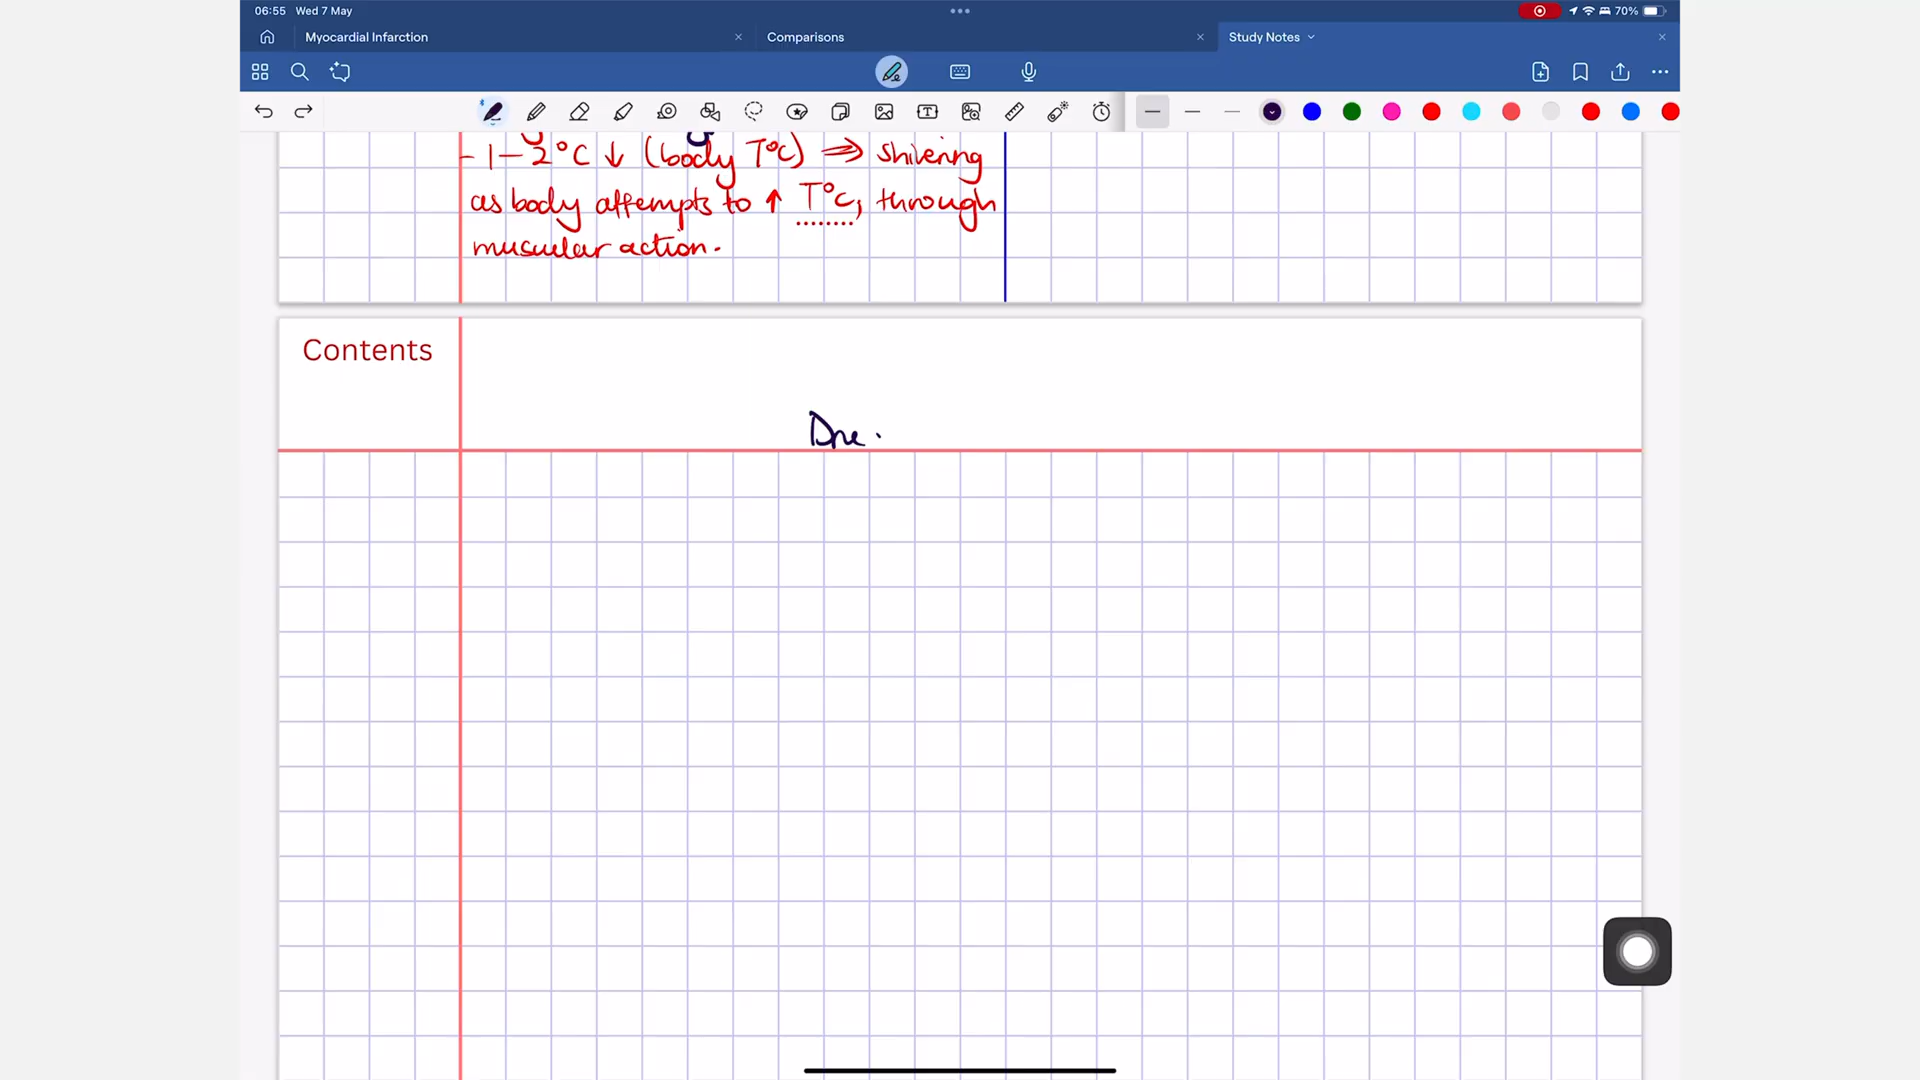 06:55 Wed 7 May
70%
Myocardial Infarction
Comparisons
Study Notes
- 1-2°C ↓ (body T°C) ⇒ shivering
as body attempts to ↑ T°C, through
muscular action.
Contents